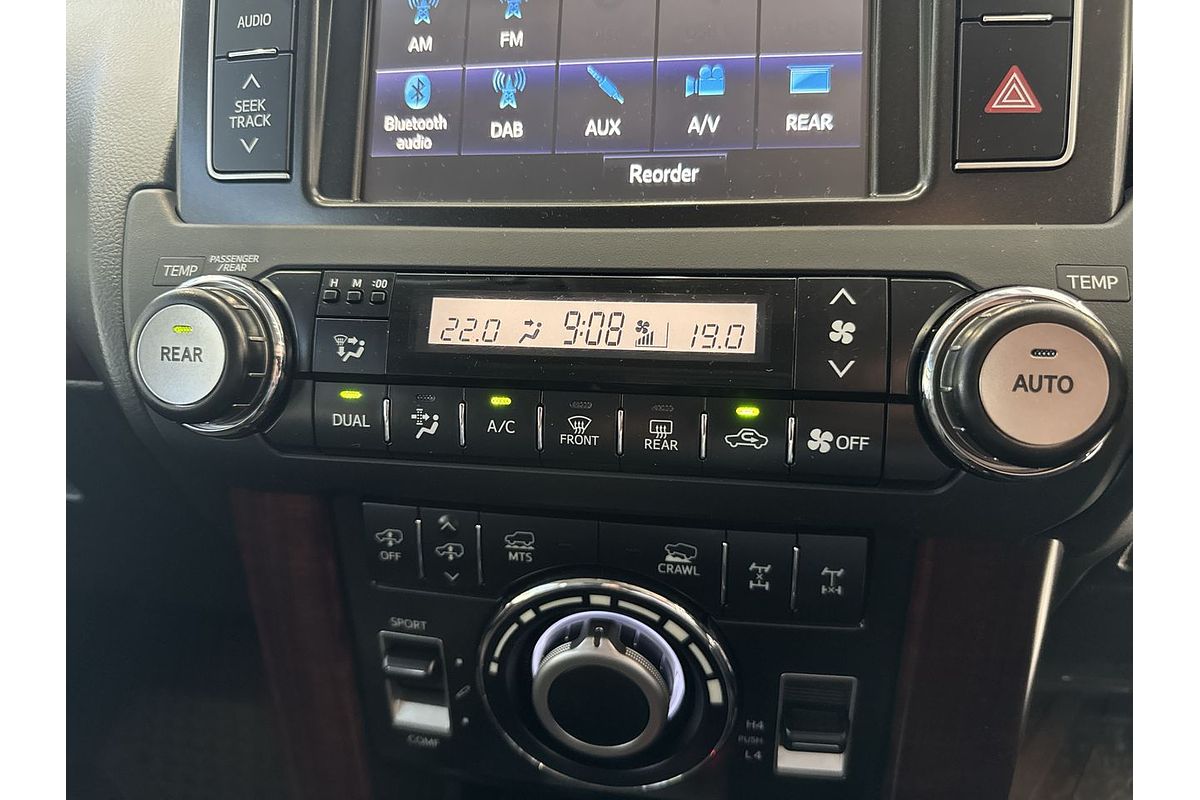 AUDIO
SEEK
TRACK
AM
FM
Bluetooth
audio
DAB
AUX
A/V
REAR
Reorder
TEMP
PASSENGER
/REAR
H M :00
TEMP
REAR
22.0 9:08 19.0
AUTO
DUAL
A/C
FRONT
REAR
OFF
OFF
MTS
CRAWL
SPORT
COMF
H4
PUSH
L4